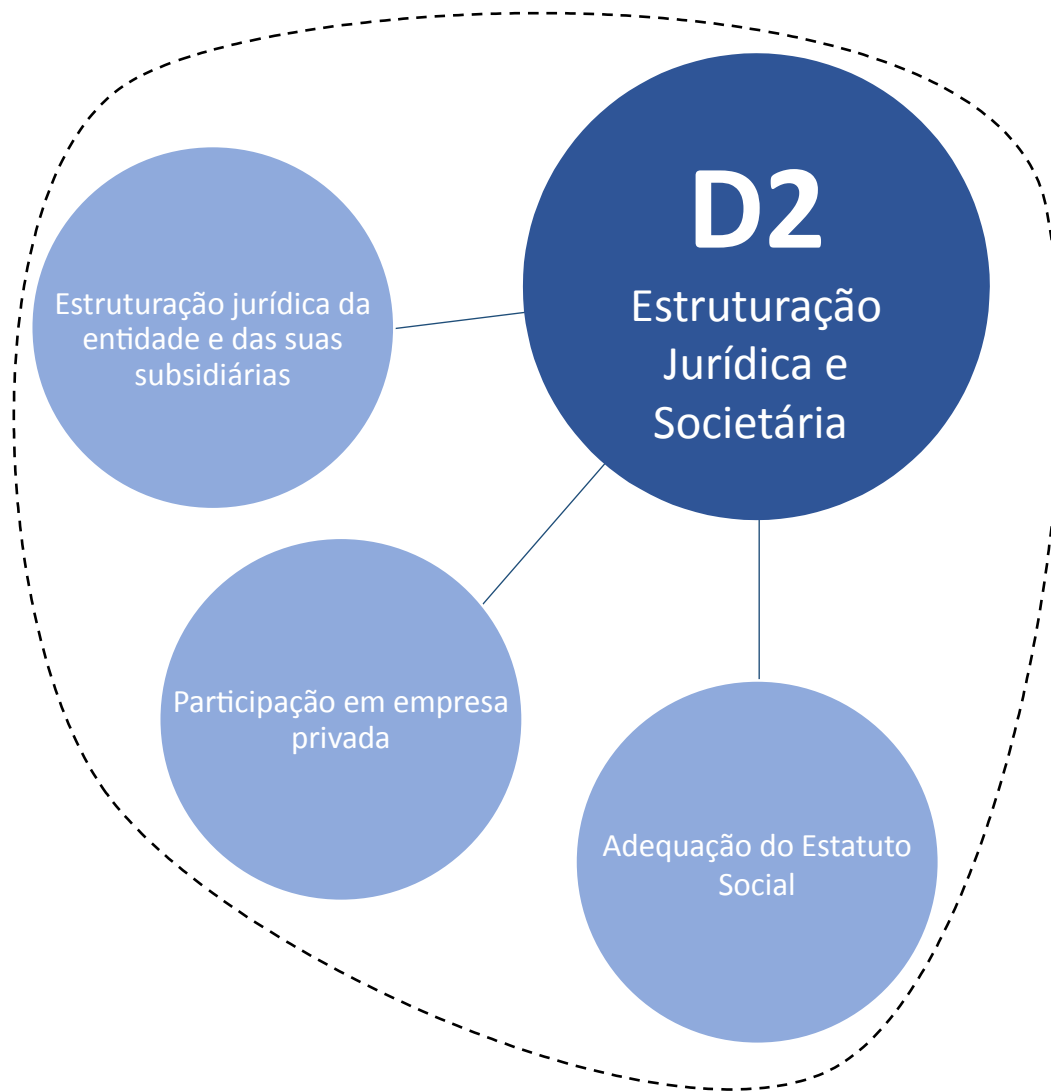 D2
Estruturação
Jurídica e
Societária
Estruturação jurídica da
entidade e das suas
subsidiárias
Participação em empresa
privada
Adequação do Estatuto
Social